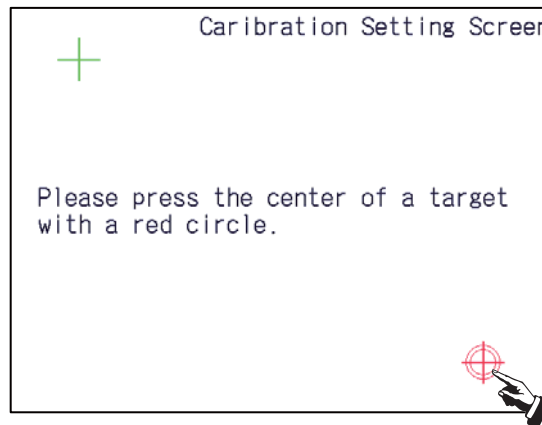 Caribration Setting Screen
Please press the center of a target
with a red circle.